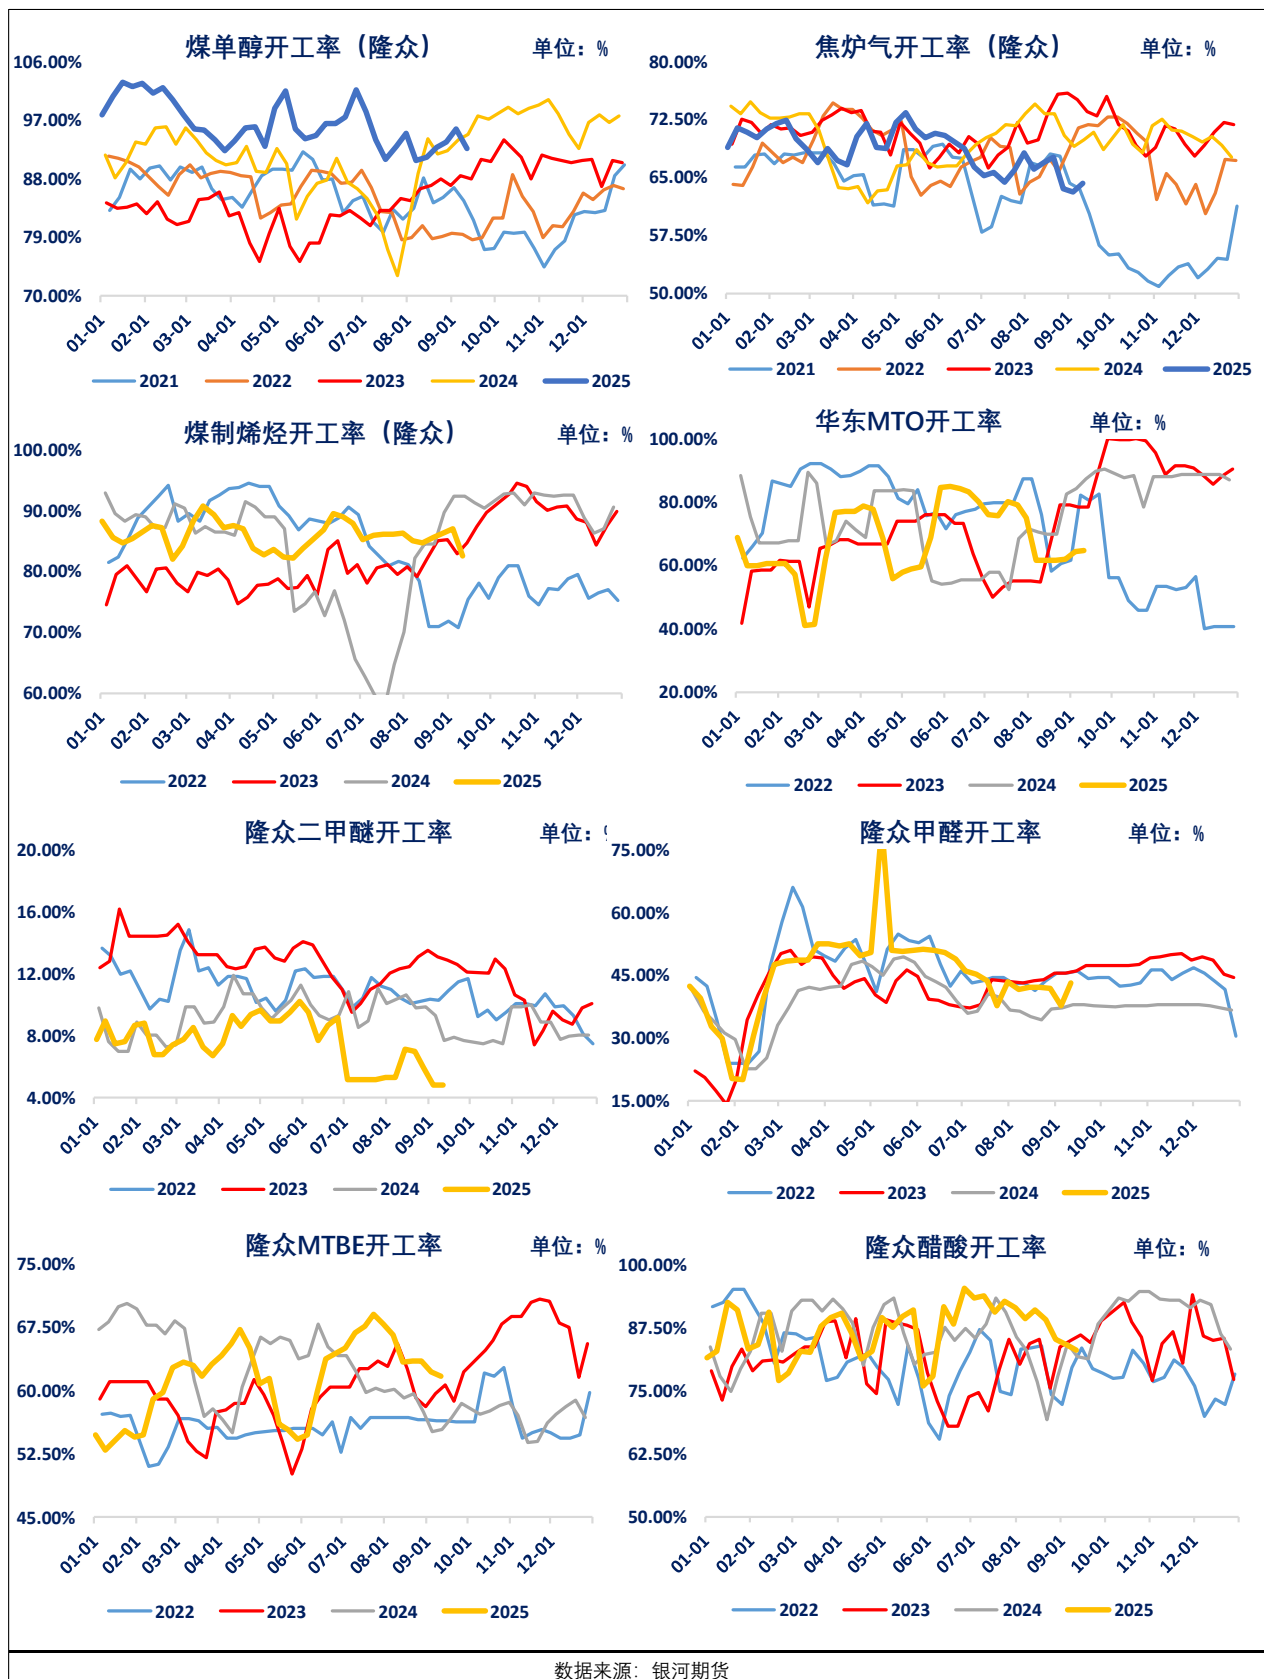 煤单醇开工率（隆众） 单位：%
106.00%
97.00%
88.00%
79.00%
70.00%
01-01 02-01 03-01 04-01 05-01 06-01 07-01 08-01 09-01 10-01 11-01 12-01
2021 2022 2023 2024 2025
焦炉气开工率（隆众） 单位：%
80.00%
72.50%
65.00%
57.50%
50.00%
01-01 02-01 03-01 04-01 05-01 06-01 07-01 08-01 09-01 10-01 11-01 12-01
2021 2022 2023 2024 2025
煤制烯烃开工率（隆众） 单位：%
100.00%
90.00%
80.00%
70.00%
60.00%
01-01 02-01 03-01 04-01 05-01 06-01 07-01 08-01 09-01 10-01 11-01 12-01
2022 2023 2024 2025
华东MTO开工率 单位：%
100.00%
80.00%
60.00%
40.00%
20.00%
01-01 02-01 03-01 04-01 05-01 06-01 07-01 08-01 09-01 10-01 11-01 12-01
2022 2023 2024 2025
隆众二甲醚开工率 单位：%
20.00%
16.00%
12.00%
8.00%
4.00%
01-01 02-01 03-01 04-01 05-01 06-01 07-01 08-01 09-01 10-01 11-01 12-01
2022 2023 2024 2025
隆众甲醛开工率 单位：%
75.00%
60.00%
45.00%
30.00%
15.00%
01-01 02-01 03-01 04-01 05-01 06-01 07-01 08-01 09-01 10-01 11-01 12-01
2022 2023 2024 2025
隆众MTBE开工率 单位：%
75.00%
67.50%
60.00%
52.50%
45.00%
01-01 02-01 03-01 04-01 05-01 06-01 07-01 08-01 09-01 10-01 11-01 12-01
2022 2023 2024 2025
隆众醋酸开工率 单位：%
100.00%
87.50%
75.00%
62.50%
50.00%
01-01 02-01 03-01 04-01 05-01 06-01 07-01 08-01 09-01 10-01 11-01 12-01
2022 2023 2024 2025
数据来源：银河期货